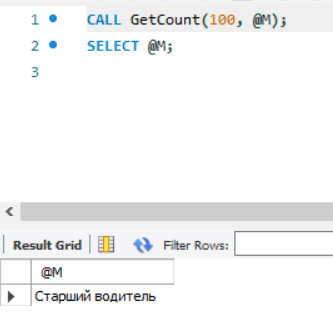 1 CALL GetCount(100, @M);
2 SELECT @M;
3
Result Grid Filter Rows:
@M
Старший водитель